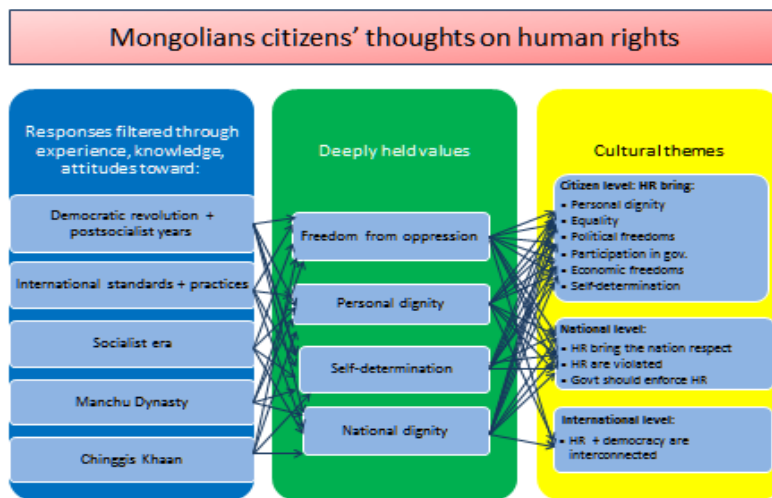 Mongolians citizens' thoughts on human rights
Responses filtered through
experience, knowledge,
attitudes toward:
Democratic revolution +
postsocialist years
International standards + practices
Socialist era
Manchu Dynasty
Chinggis Khaan
Deeply held values
Freedom from oppression
Personal dignity
Self-determination
National dignity
Cultural themes
Citizen level: HR bring:
▪ Personal dignity
▪ Equality
▪ Political freedoms
▪ Participation in gov.
▪ Economic freedoms
▪ Self-determination
National level:
▪ HR bring the nation respect
▪ HR are violated
▪ Govt should enforce HR
International level:
▪ HR + democracy are
interconnected